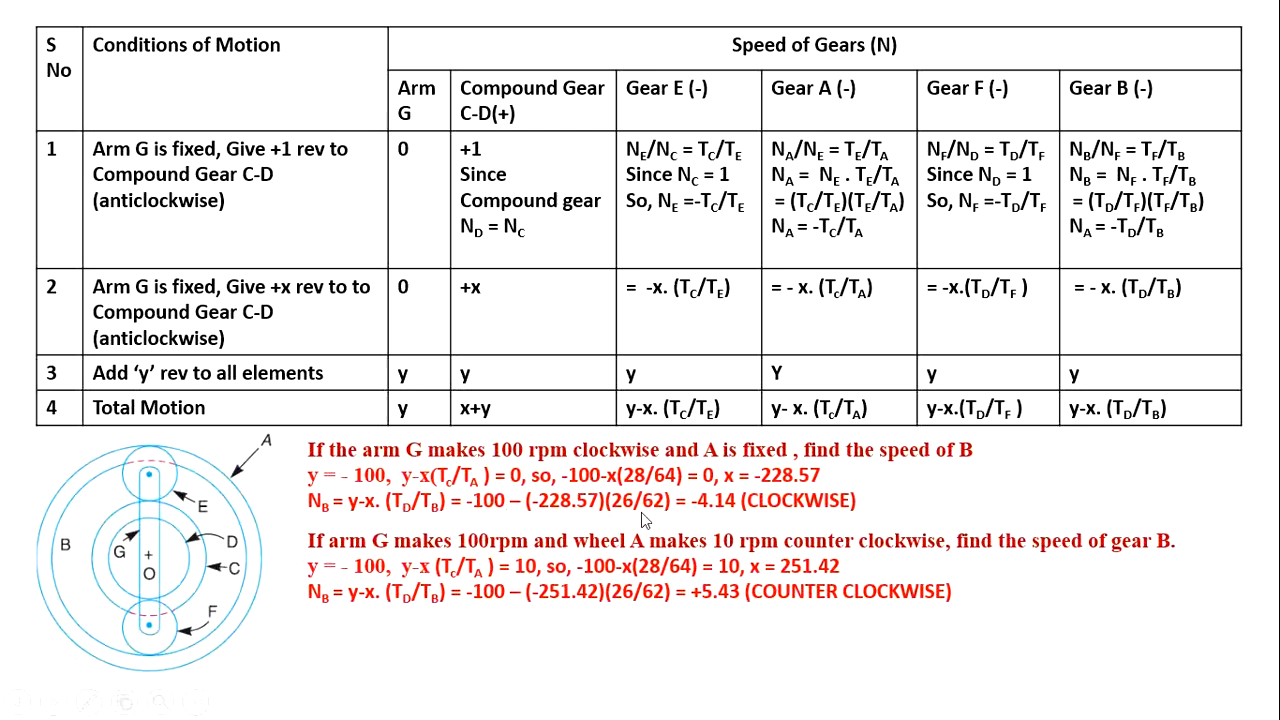 S No
Conditions of Motion
Speed of Gears (N)
Arm G
Compound Gear C-D(+)
Gear E (-)
Gear A (-)
Gear F (-)
Gear B (-)
1
Arm G is fixed, Give +1 rev to
Compound Gear C-D
(anticlockwise)
0
+1
Since
Compound gear
N_D = N_C
N_E/N_C = T_C/T_E
Since N_C = 1
So, N_E =-T_C/T_E
N_A/N_E = T_E/T_A
N_A = N_E . T_E/T_A
= (T_C/T_E)(T_E/T_A)
N_A = -T_C/T_A
N_F/N_D = T_D/T_F
Since N_D = 1
So, N_F =-T_D/T_F
N_B/N_F = T_F/T_B
N_B = N_F . T_F/T_B
= (T_D/T_F)(T_F/T_B)
N_A = -T_D/T_B
2
Arm G is fixed, Give +x rev to to
Compound Gear C-D
(anticlockwise)
0
+x
= -x. (T_C/T_E)
= - x. (T_c/T_A)
= -x.(T_D/T_F )
= - x. (T_D/T_B)
3
Add ‘y’ rev to all elements
y
y
y
Y
y
y
4
Total Motion
y
x+y
y-x. (T_C/T_E)
y- x. (T_c/T_A)
y-x.(T_D/T_F )
y-x. (T_D/T_B)
A
E
B
G
D
O
C
F
If the arm G makes 100 rpm clockwise and A is fixed , find the speed of B
y = - 100, y-x(T_c/T_A ) = 0, so, -100-x(28/64) = 0, x = -228.57
N_B = y-x. (T_D/T_B) = -100 – (-228.57)(26/62) = -4.14 (CLOCKWISE)
If arm G makes 100rpm and wheel A makes 10 rpm counter clockwise, find the speed of gear B.
y = - 100, y-x (T_c/T_A ) = 10, so, -100-x(28/64) = 10, x = 251.42
N_B = y-x. (T_D/T_B) = -100 – (-251.42)(26/62) = +5.43 (COUNTER CLOCKWISE)